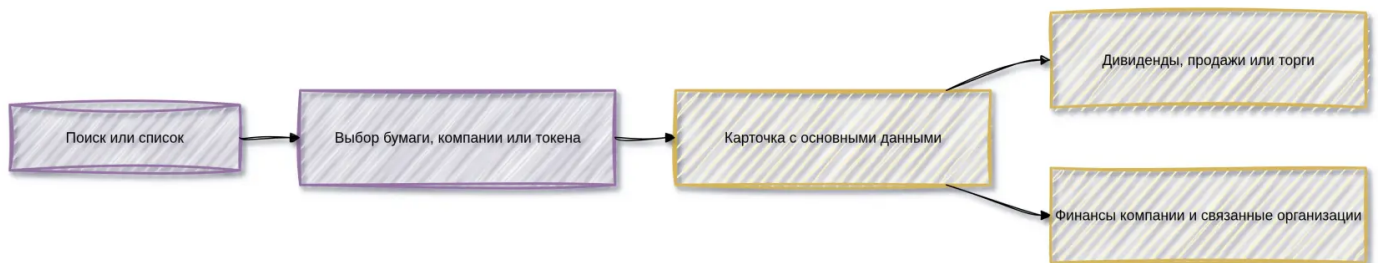 Поиск или список
Выбор бумаги, компании или токена
Карточка с основными данными
Дивиденды, продажи или торги
Финансы компании и связанные организации